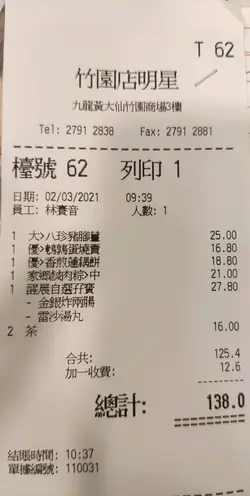 T 62
竹園店明星
九龍黃大仙竹園商場3樓
Tel: 2791 2838 Fax: 2791 2881
檯號 62 列印 1
日期: 02/03/2021 09:39
員工: 林賽音 人數: 1
1 大>八珍豬腳薑 25.00
1 優>鵪鶉蛋燒賣 16.80
1 優>香煎蓮藕餅 18.80
1 家鄉鹹肉粽>中 21.00
1 醒晨自選孖寶 27.80
- 金銀炸兩腸
- 雷沙湯丸
2 茶 16.00
合共: 125.4
加一收費: 12.6
總計: 138.0
結賬時間: 10:37
單據編號: 110031